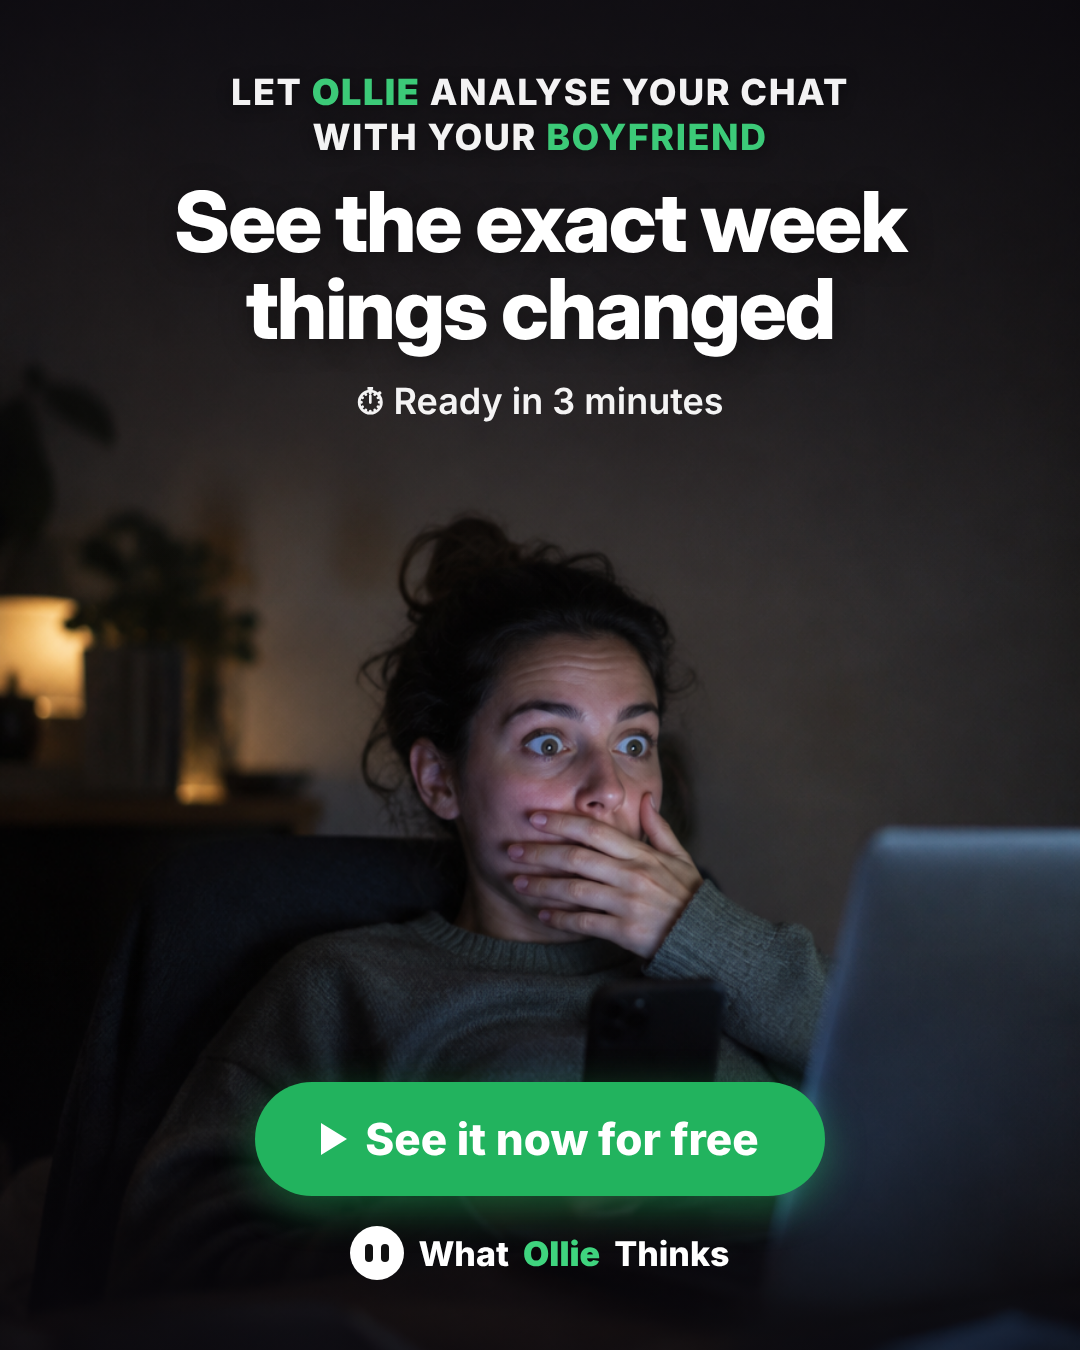 LET OLLIE ANALYSE YOUR CHAT
WITH YOUR BOYFRIEND
See the exact week
things changed
⏱ Ready in 3 minutes
▶ See it now for free
What Ollie Thinks